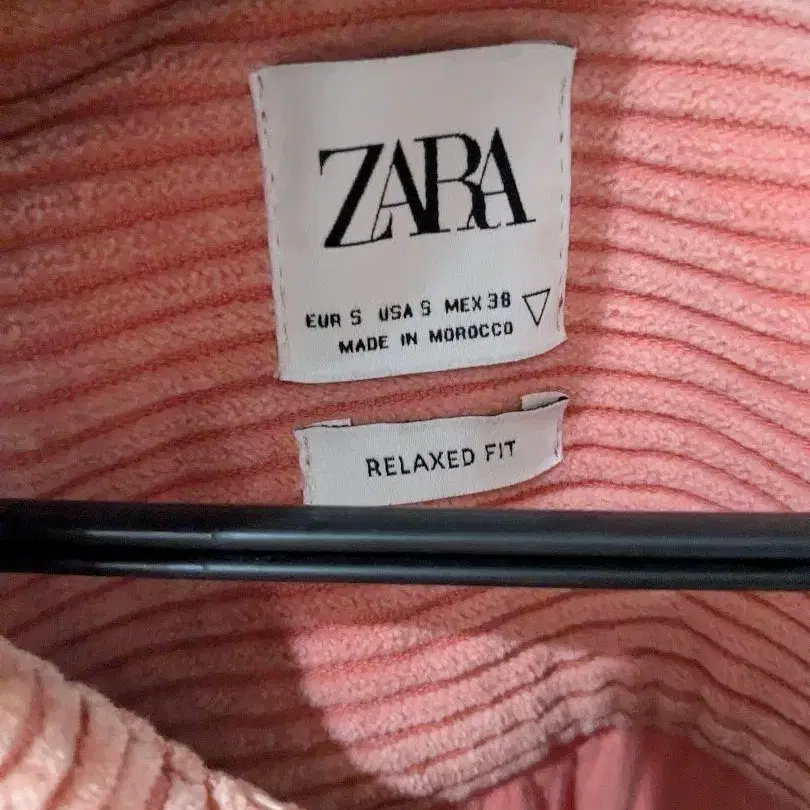 ZARA
EUR S USA S MEX 38
MADE IN MOROCCO
RELAXED FIT